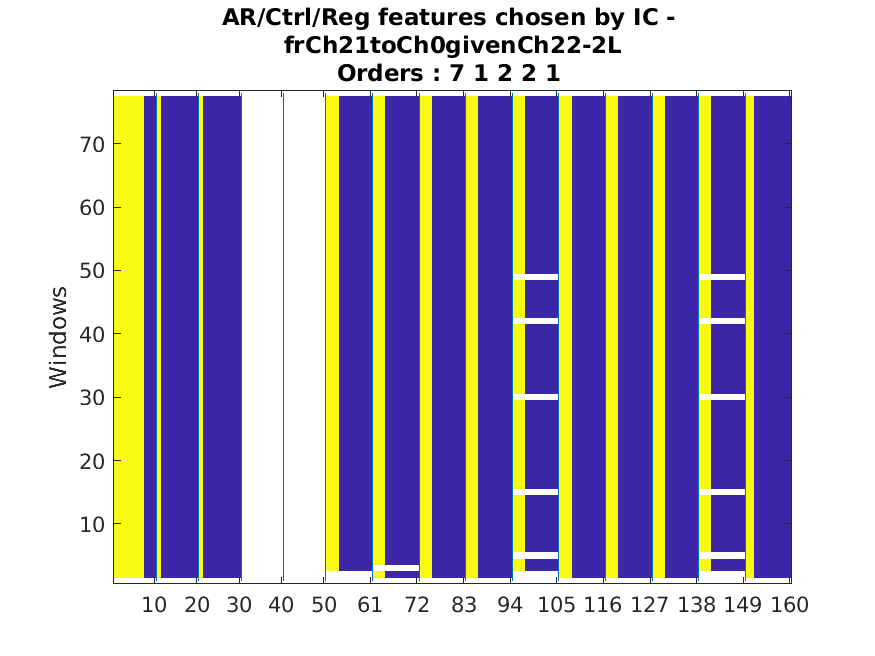 AR/Ctrl/Reg features chosen by IC -
frCh21toCh0givenCh22-2L
Orders : 7 1 2 2 1
Windows
70
60
50
40
30
20
10
10 20 30 40 50 61 72 83 94 105 116 127 138 149 160